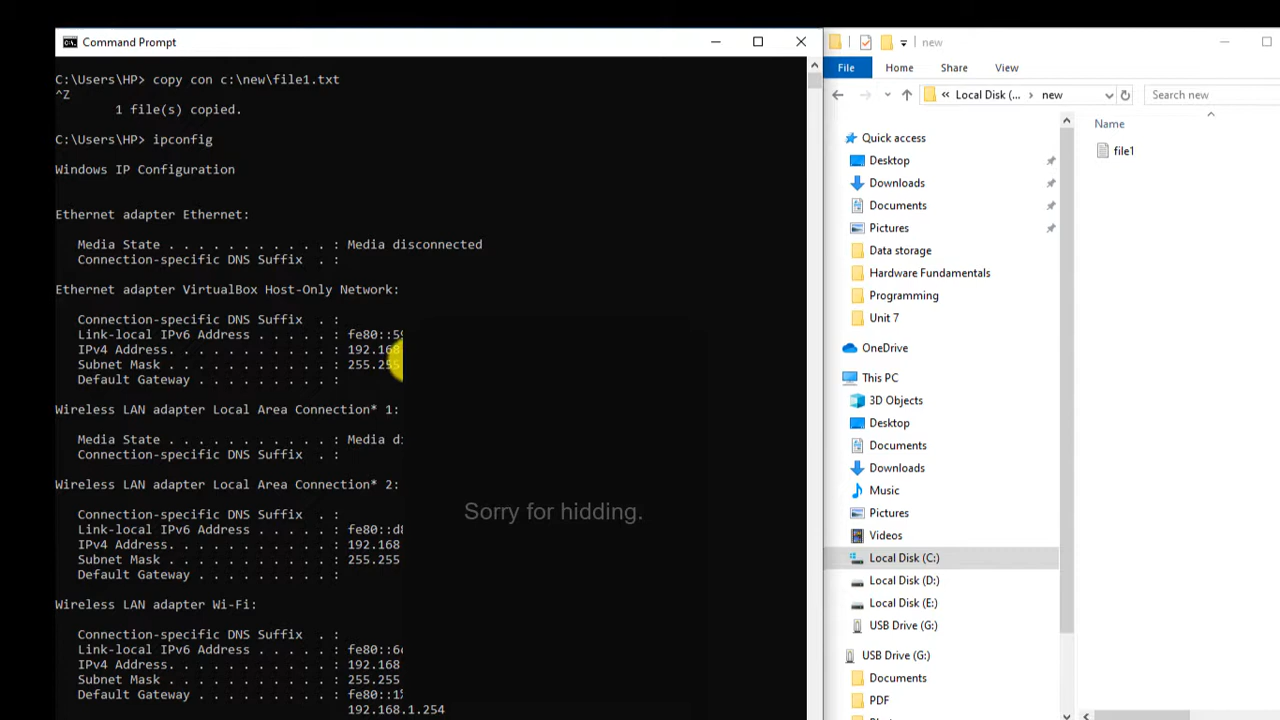 Command Prompt
C:\Users\HP> copy con c:\new\file1.txt
^Z
1 file(s) copied.
C:\Users\HP> ipconfig
Windows IP Configuration
Ethernet adapter Ethernet:
Media State . . . . . . . . . . . : Media disconnected
Connection-specific DNS Suffix  . :
Ethernet adapter VirtualBox Host-Only Network:
Connection-specific DNS Suffix  . :
Link-local IPv6 Address . . . . . : fe80::59
IPv4 Address. . . . . . . . . . . : 192.168
Subnet Mask . . . . . . . . . . . : 255.255
Default Gateway . . . . . . . . . :
Wireless LAN adapter Local Area Connection* 1:
Media State . . . . . . . . . . . : Media di
Connection-specific DNS Suffix  . :
Wireless LAN adapter Local Area Connection* 2:
Connection-specific DNS Suffix  . :
Link-local IPv6 Address . . . . . : fe80::d8
IPv4 Address. . . . . . . . . . . : 192.168
Subnet Mask . . . . . . . . . . . : 255.255
Default Gateway . . . . . . . . . :
Wireless LAN adapter Wi-Fi:
Connection-specific DNS Suffix  . :
Link-local IPv6 Address . . . . . : fe80::6
IPv4 Address. . . . . . . . . . . : 192.168
Subnet Mask . . . . . . . . . . . : 255.255
Default Gateway . . . . . . . . . : fe80::1
192.168.1.254
Sorry for hidding.
new
File Home Share View
« Local Disk (... › new
Search new
Name
file1
Quick access
Desktop
Downloads
Documents
Pictures
Data storage
Hardware Fundamentals
Programming
Unit 7
OneDrive
This PC
3D Objects
Desktop
Documents
Downloads
Music
Pictures
Videos
Local Disk (C:)
Local Disk (D:)
Local Disk (E:)
USB Drive (G:)
USB Drive (G:)
Documents
PDF